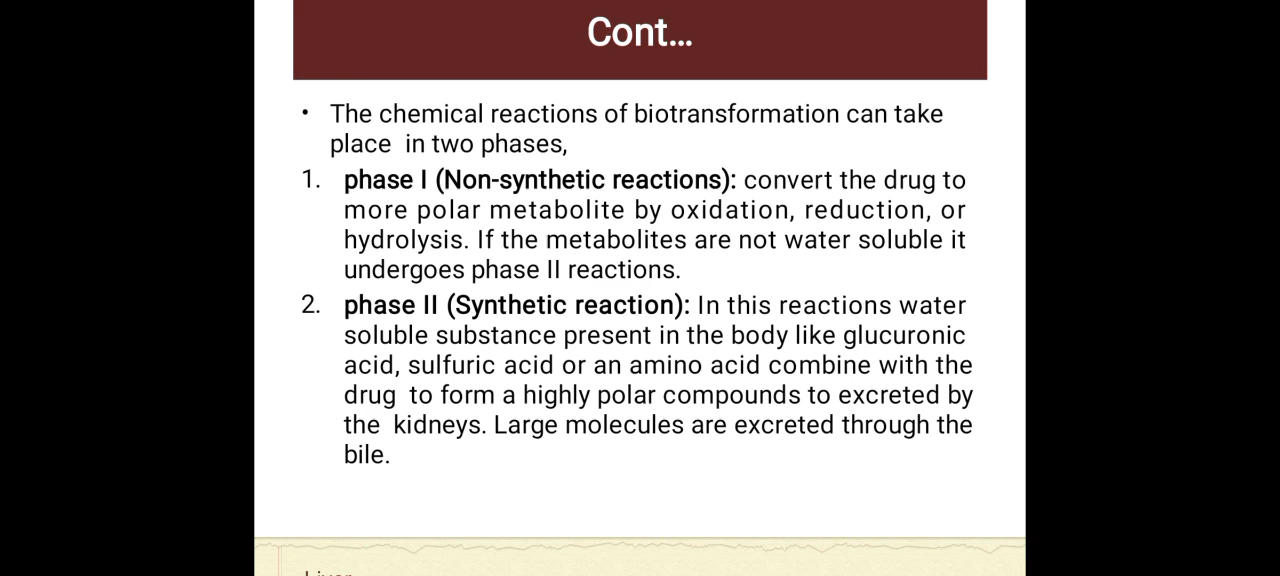 Cont...
• The chemical reactions of biotransformation can take
place in two phases,
1. phase I (Non-synthetic reactions): convert the drug to
more polar metabolite by oxidation, reduction, or
hydrolysis. If the metabolites are not water soluble it
undergoes phase II reactions.
2. phase II (Synthetic reaction): In this reactions water
soluble substance present in the body like glucuronic
acid, sulfuric acid or an amino acid combine with the
drug to form a highly polar compounds to excreted by
the kidneys. Large molecules are excreted through the
bile.